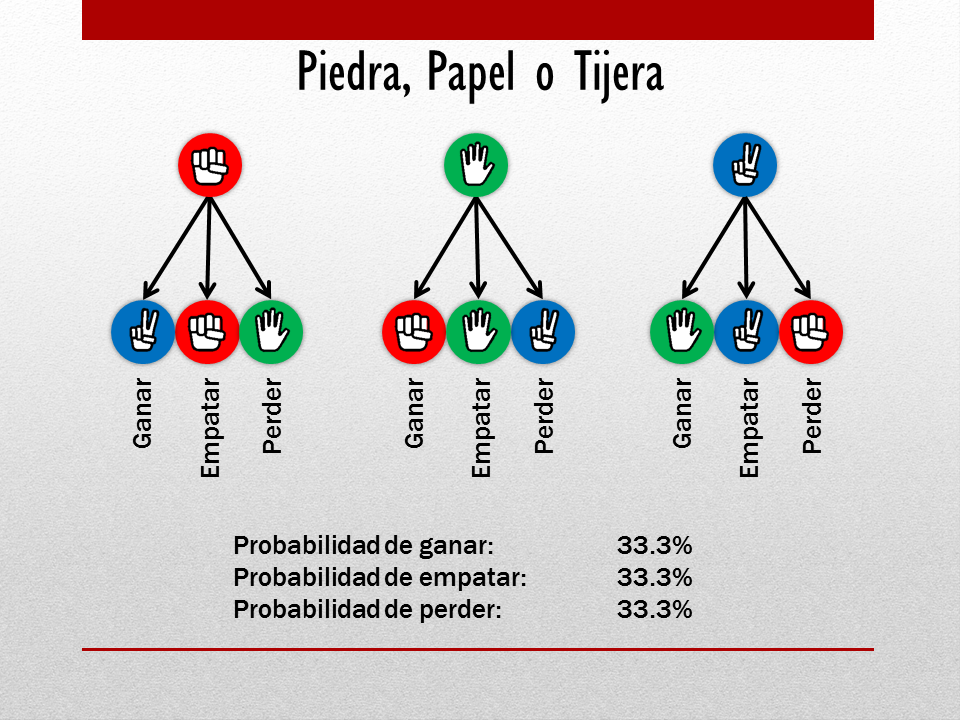 Piedra, Papel o Tijera
Ganar
Empatar
Perder
Ganar
Empatar
Perder
Ganar
Empatar
Perder
Probabilidad de ganar: 33.3%
Probabilidad de empatar: 33.3%
Probabilidad de perder: 33.3%